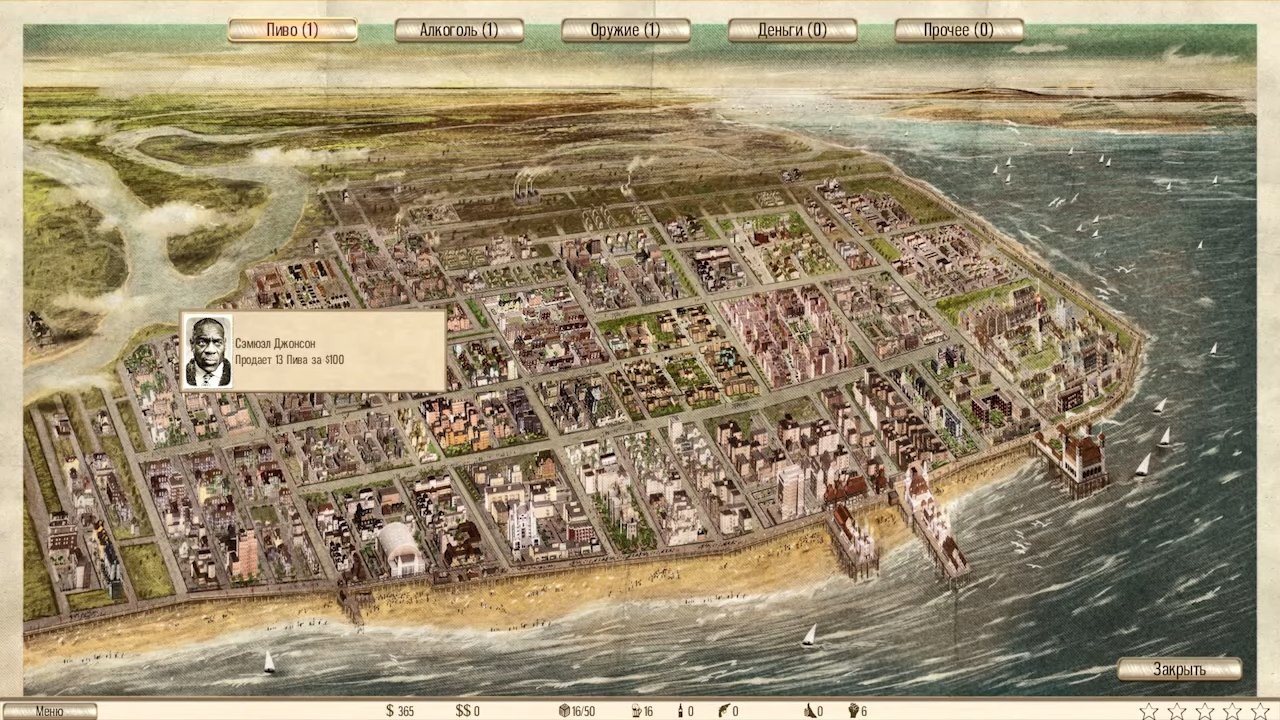 Пиво (1)
Алкоголь (1)
Оружие (1)
Деньги (0)
Прочее (0)
Сэмюэл Джонсон
Продает 13 Пива за $100
Закрыть
Меню
$ 365
$$ 0
16/50
16
0
0
0
6